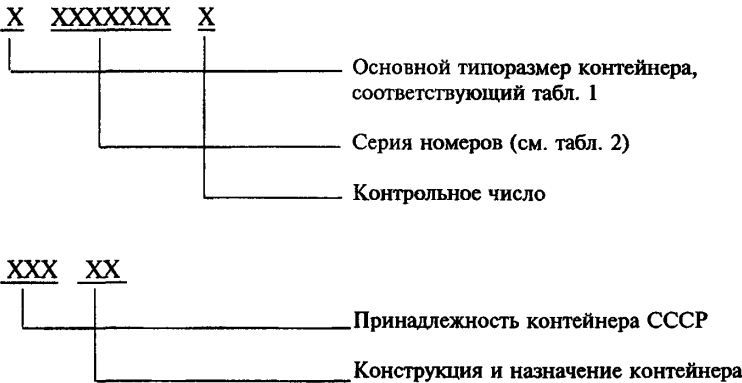 X XXXXXXX X
Основной типоразмер контейнера,
соответствующий табл. 1
Серия номеров (см. табл. 2)
Контрольное число
XXX XX
Принадлежность контейнера СССР
Конструкция и назначение контейнера